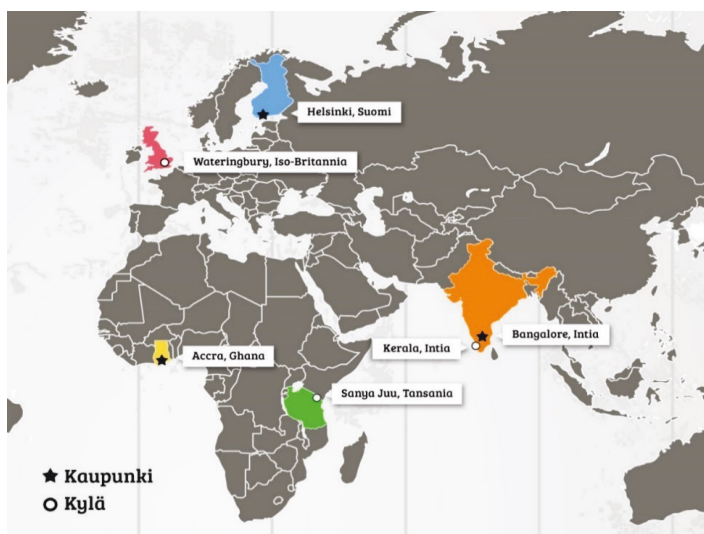 Helsinki, Suomi
Wateringbury, Iso-Britannia
Bangalore, Intia
Kerala, Intia
Accra, Ghana
Sanya Juu, Tansania
Kaupunki
Kylä